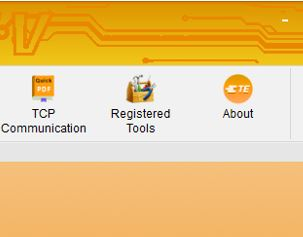 Quick
PDF
TE
TCP
Communication
Registered
Tools
About